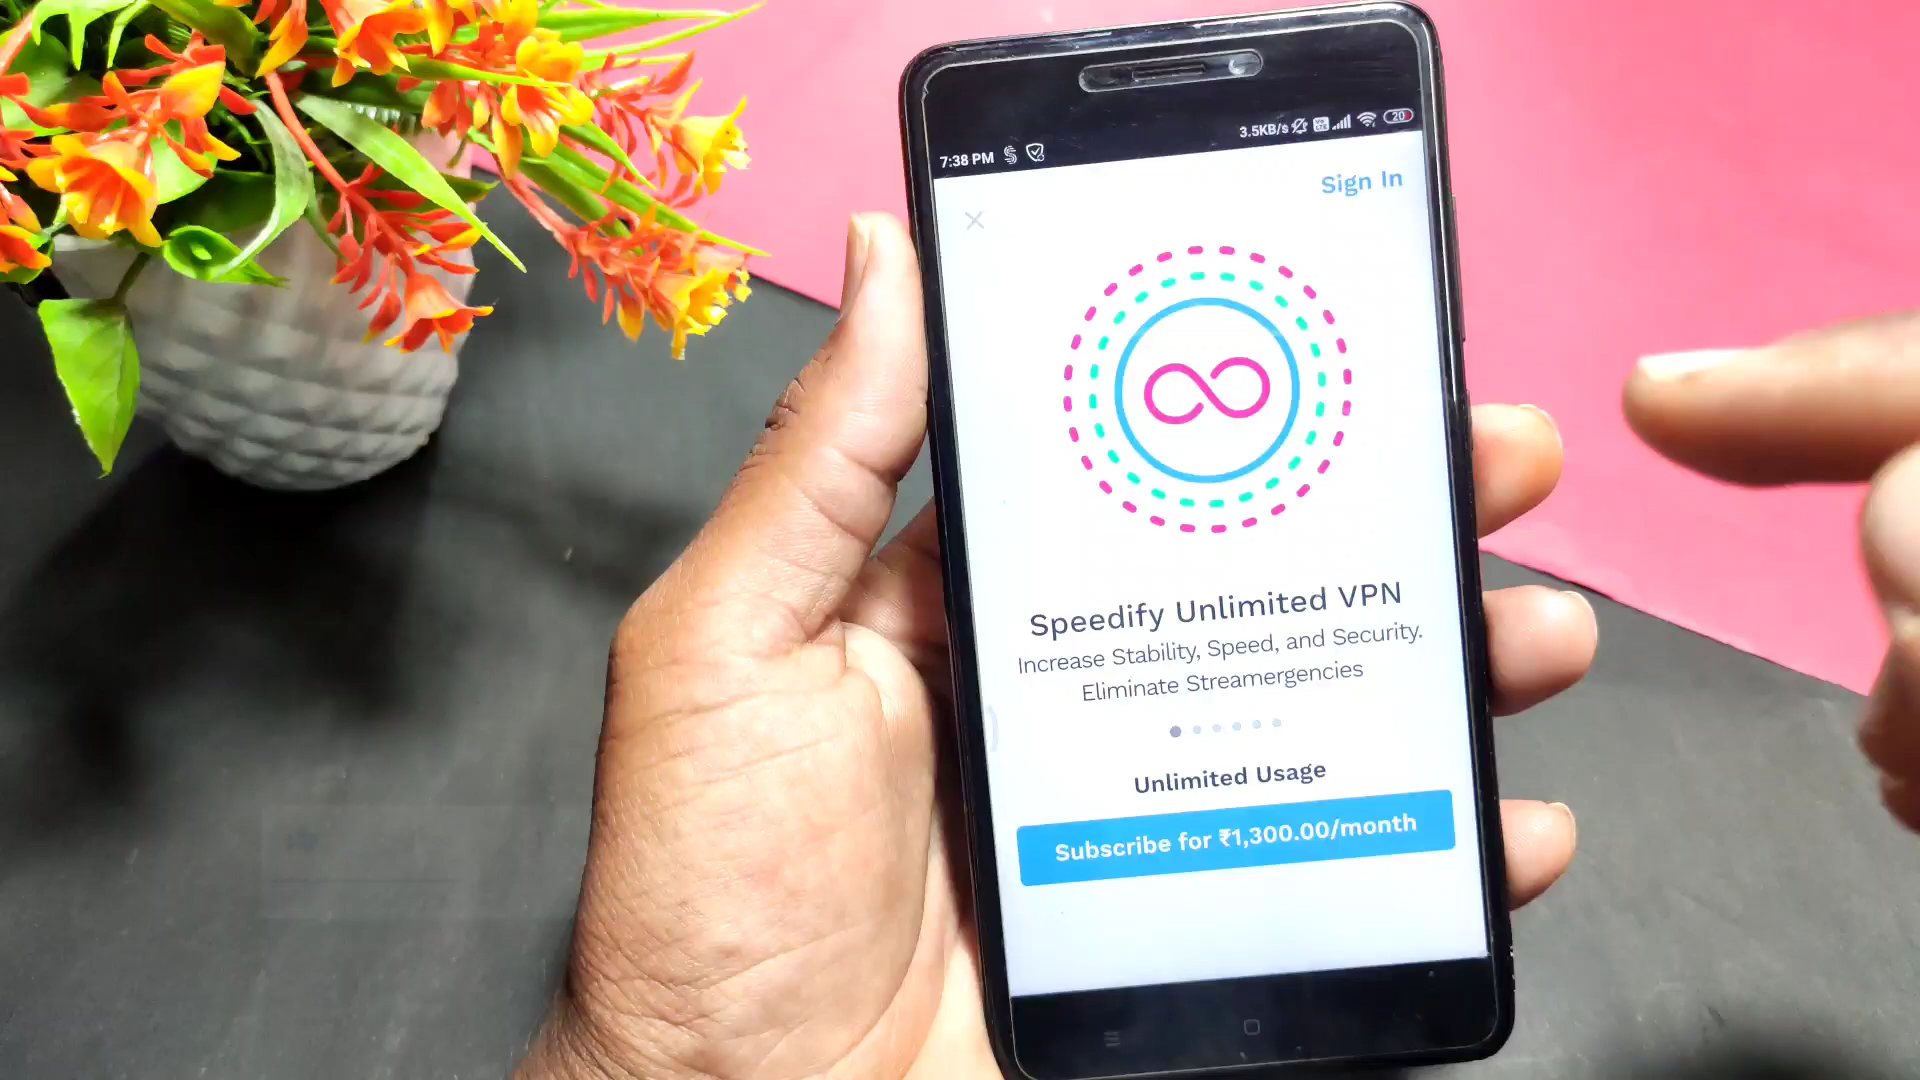 7:38 PM
3.5KB/s
20
Sign In
Speedify Unlimited VPN
Increase Stability, Speed, and Security.
Eliminate Streamergencies
Unlimited Usage
Subscribe for ₹1,300.00/month